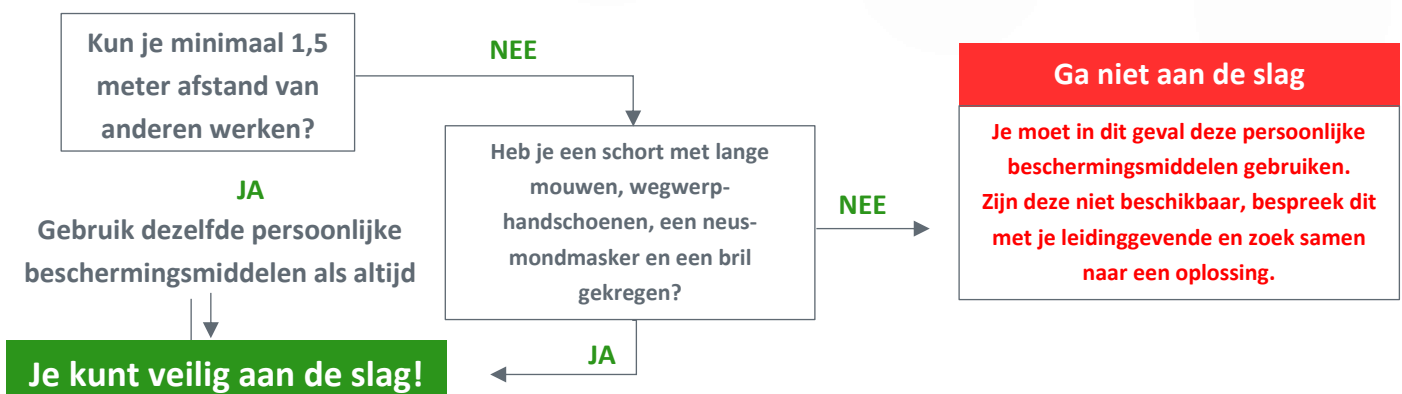 Kun je minimaal 1,5
meter afstand van
anderen werken?
NEE
JA
Gebruik dezelfde persoonlijke
beschermingsmiddelen als altijd
Heb je een schort met lange
mouwen, wegwerp-
handschoenen, een neus-
mondmasker en een bril
gekregen?
NEE
JA
Ga niet aan de slag
Je moet in dit geval deze persoonlijke
beschermingsmiddelen gebruiken.
Zijn deze niet beschikbaar, bespreek dit
met je leidinggevende en zoek samen
naar een oplossing.
Je kunt veilig aan de slag!